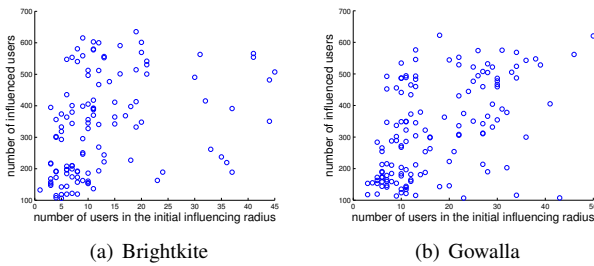 number of influenced users
700
600
500
400
300
200
100
0 5 10 15 20 25 30 35 40 45
number of users in the initial influencing radius
(a) Brightkite
number of influenced users
700
600
500
400
300
200
100
0 10 20 30 40 50
number of users in the initial influencing radius
(b) Gowalla